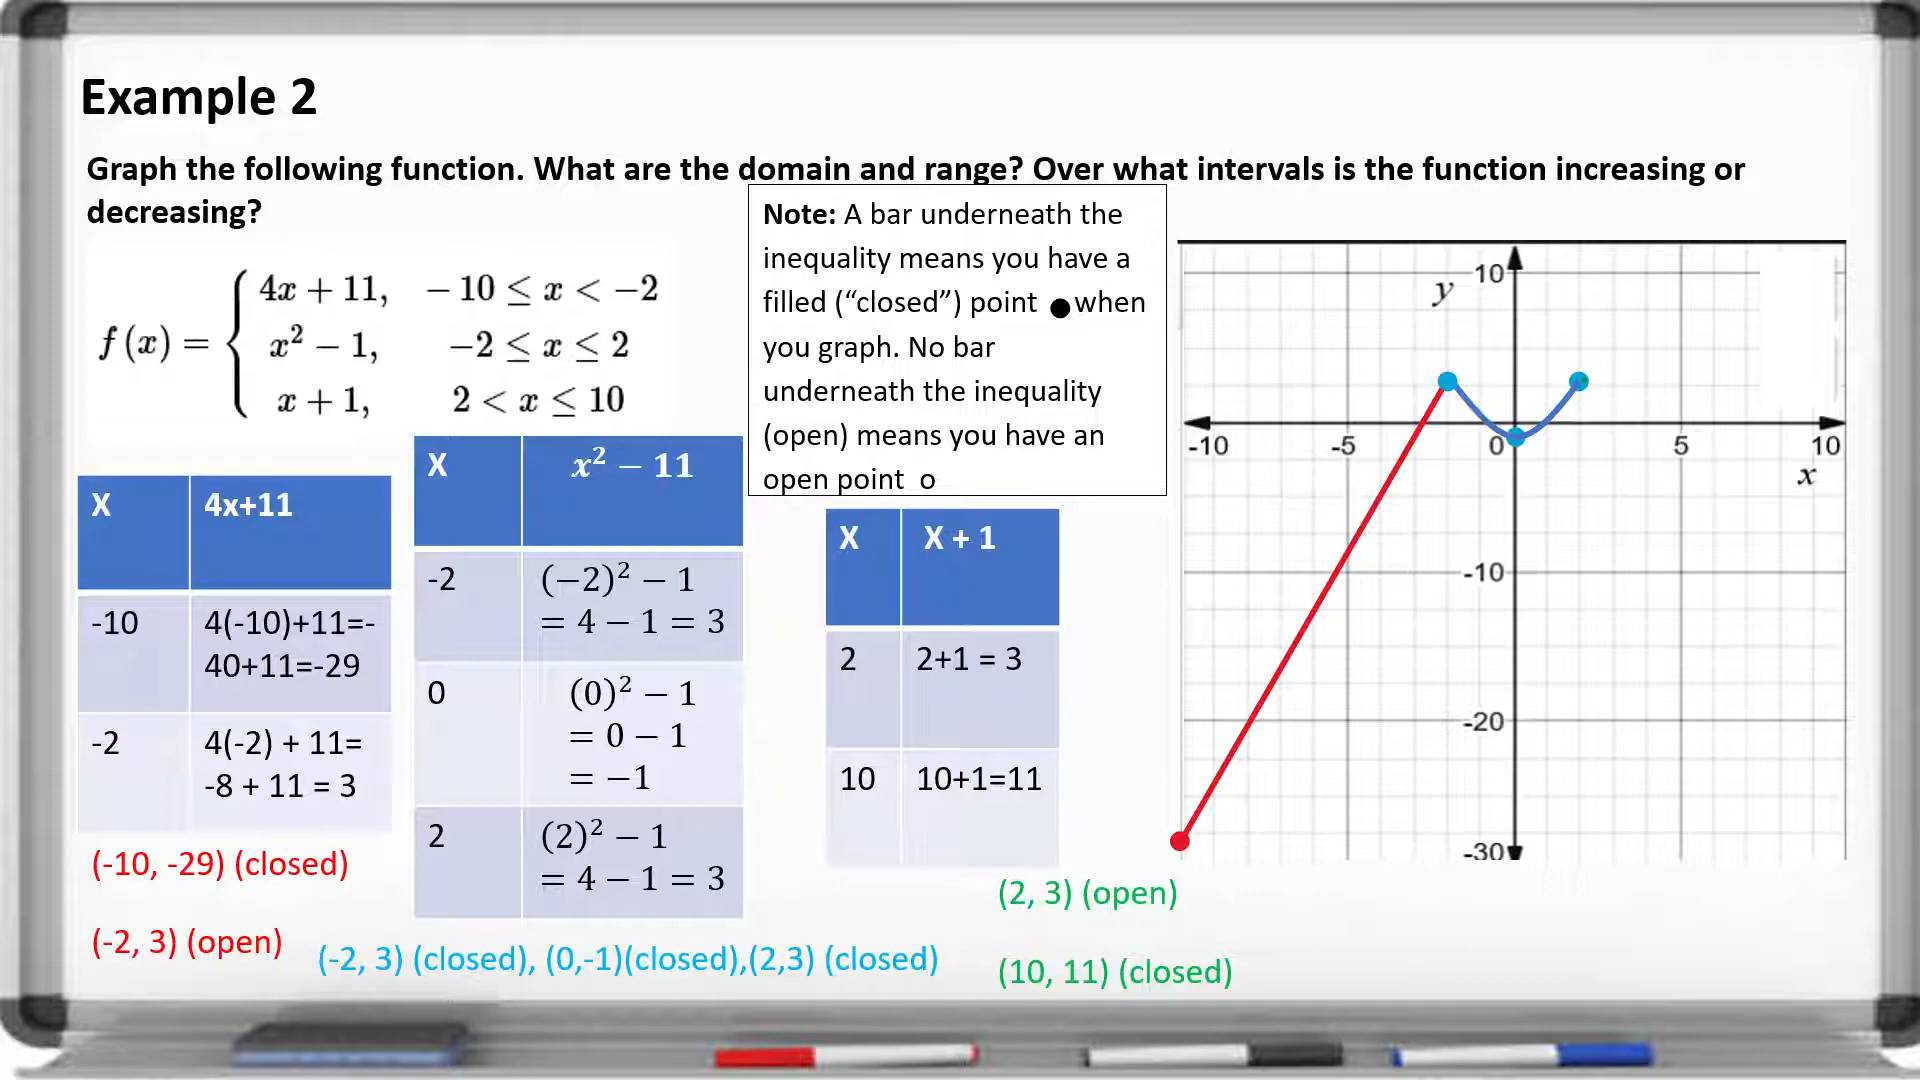 Example 2
Graph the following function. What are the domain and range? Over what intervals is the function increasing or
decreasing?
f(x) = { 4x + 11, − 10 ≤ x < −2
x² − 1, −2 ≤ x ≤ 2
x + 1, 2 < x ≤ 10
Note: A bar underneath the
inequality means you have a
filled (“closed”) point ●when
you graph. No bar
underneath the inequality
(open) means you have an
open point o
X 4x+11
-10 4(-10)+11=-
40+11=-29
-2 4(-2) + 11=
-8 + 11 = 3
(-10, -29) (closed)
(-2, 3) (open)
X x² − 11
-2 (−2)² − 1
= 4 − 1 = 3
0 (0)² − 1
= 0 − 1
= −1
2 (2)² − 1
= 4 − 1 = 3
(-2, 3) (closed), (0,-1)(closed),(2,3) (closed)
X X + 1
2 2+1 = 3
10 10+1=11
(2, 3) (open)
(10, 11) (closed)
y 10
-10 -5 0 5 10
x
-10
-20
-30